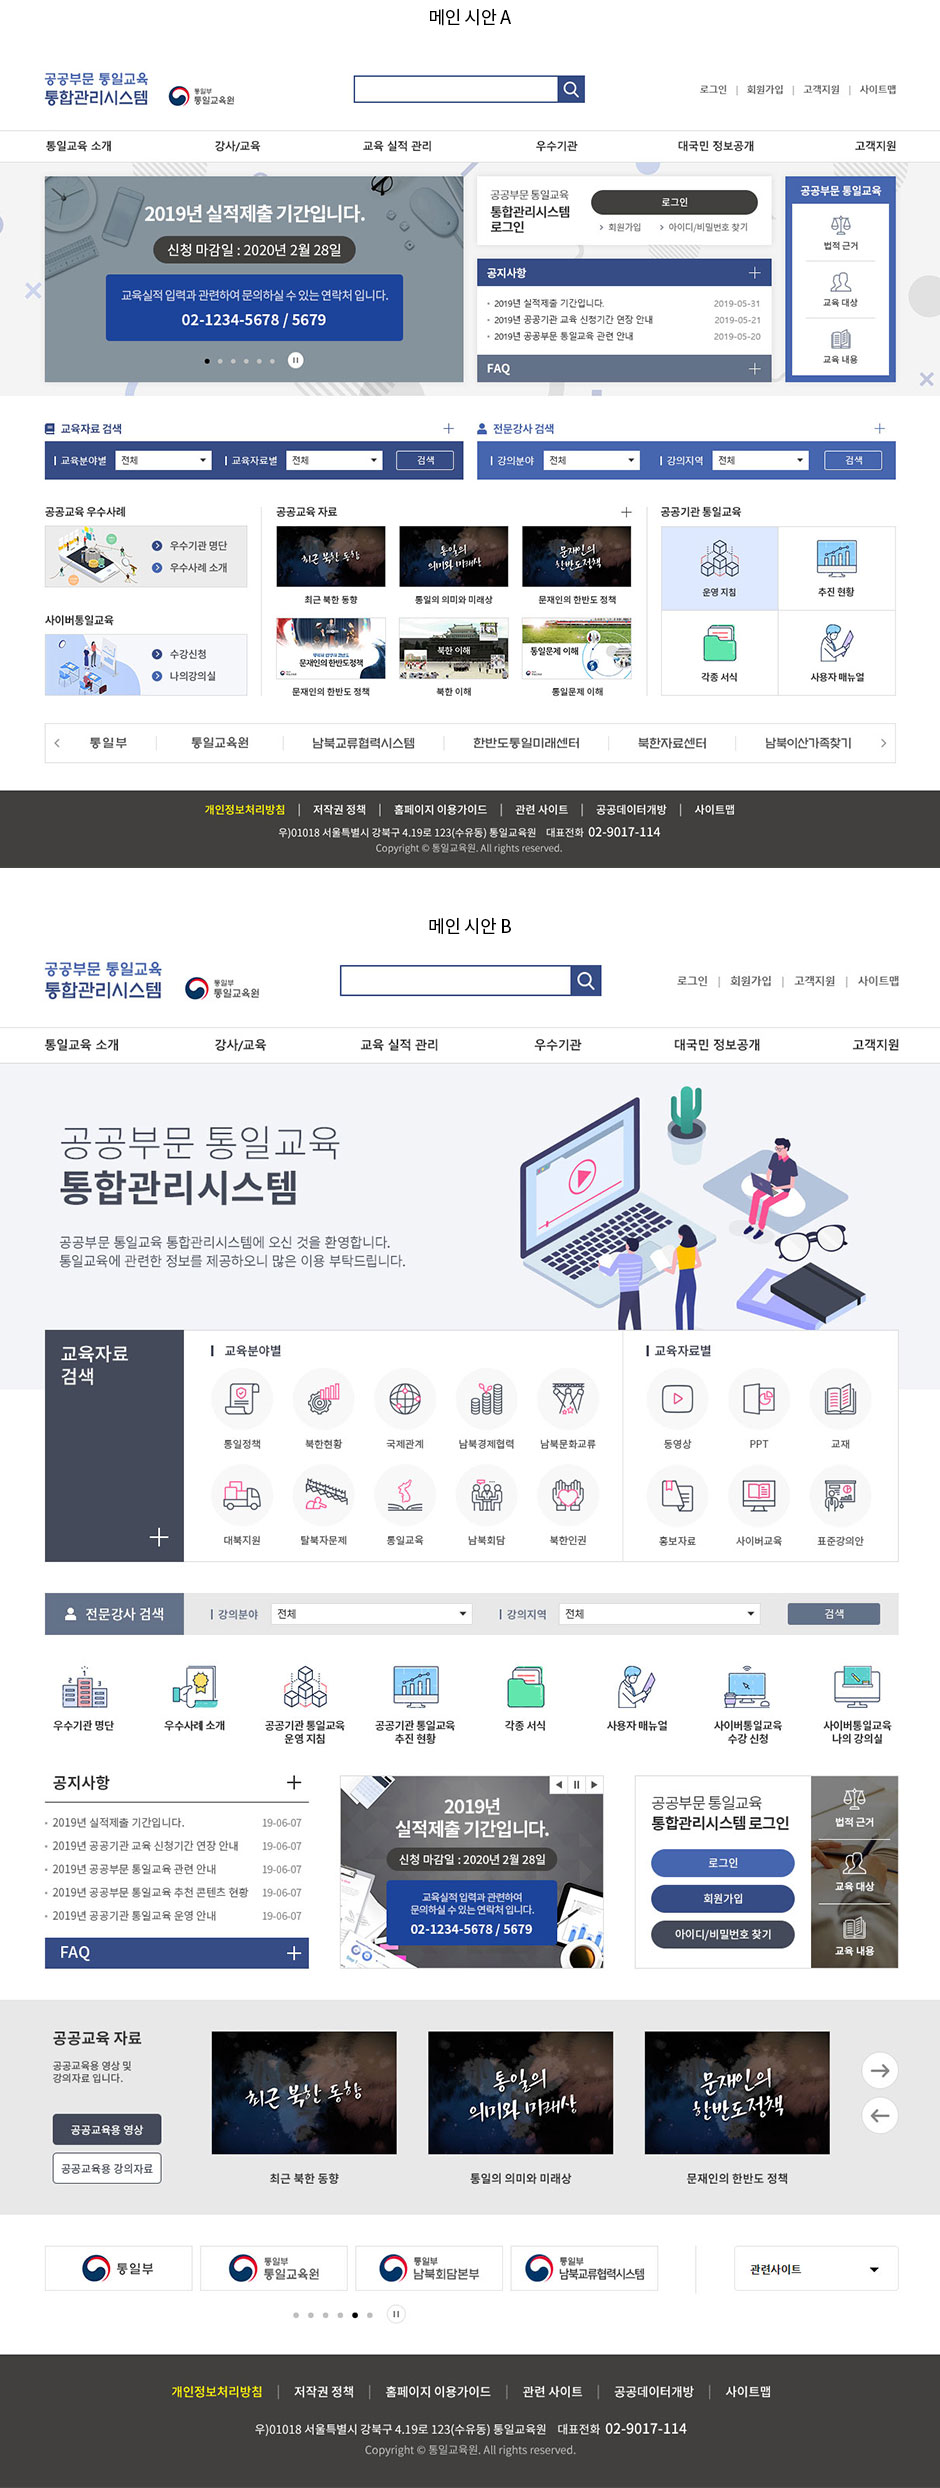 메인 시안 A
공공부문 통일교육
통합관리시스템
통일부
통일교육원
로그인 | 회원가입 | 고객지원 | 사이트맵
통일교육 소개 강사/교육 교육 실적 관리 우수기관 대국민 정보공개 고객지원
2019년 실적제출 기간입니다.
신청 마감일 : 2020년 2월 28일
교육실적 입력과 관련하여 문의하실 수 있는 연락처 입니다.
02-1234-5678 / 5679
공공부문 통일교육
통합관리시스템
로그인
로그인
> 회원가입 > 아이디/비밀번호 찾기
공지사항
2019년 실적제출 기간입니다. 2019-05-31
2019년 공공기관 교육 신청기간 연장 안내 2019-05-21
2019년 공공부문 통일교육 관련 안내 2019-05-20
FAQ
공공부문 통일교육
법적 근거
교육 대상
교육 내용
교육자료 검색
교육분야별 전체 교육자료별 전체 검색
전문강사 검색
강의분야 전체 강의지역 전체 검색
공공교육 우수사례
우수기관 명단
우수사례 소개
사이버통일교육
수강신청
나의강의실
공공교육 자료
최근 북한 동향
통일의
의미와 미래상
문재인의
한반도정책
최근 북한 동향 통일의 의미와 미래상 문재인의 한반도 정책
문재인의 한반도정책
북한 이해
통일문제 이해
문재인의 한반도 정책 북한 이해 통일문제 이해
공공기관 통일교육
운영 지침 추진 현황
각종 서식 사용자 매뉴얼
통일부 통일교육원 남북교류협력시스템 한반도통일미래센터 북한자료센터 남북이산가족찾기
개인정보처리방침 | 저작권 정책 | 홈페이지 이용가이드 | 관련 사이트 | 공공데이터개방 | 사이트맵
우)01018 서울특별시 강북구 4.19로 123(수유동) 통일교육원 대표전화 02-9017-114
Copyright © 통일교육원. All rights reserved.
메인 시안 B
공공부문 통일교육
통합관리시스템
통일부
통일교육원
로그인 | 회원가입 | 고객지원 | 사이트맵
통일교육 소개 강사/교육 교육 실적 관리 우수기관 대국민 정보공개 고객지원
공공부문 통일교육
통합관리시스템
공공부문 통일교육 통합관리시스템에 오신 것을 환영합니다.
통일교육에 관련한 정보를 제공하오니 많은 이용 부탁드립니다.
교육자료
검색
교육분야별
통일정책 북한현황 국제관계 남북경제협력 남북문화교류
대북지원 탈북자문제 통일교육 남북회담 북한인권
교육자료별
동영상 PPT 교재
홍보자료 사이버교육 표준강의안
전문강사 검색 강의분야 전체 강의지역 전체 검색
우수기관 명단
우수사례 소개
공공기관 통일교육
운영 지침
공공기관 통일교육
추진 현황
각종 서식
사용자 매뉴얼
사이버통일교육
수강 신청
사이버통일교육
나의 강의실
공지사항
2019년 실적제출 기간입니다. 19-06-07
2019년 공공기관 교육 신청기간 연장 안내 19-06-07
2019년 공공부문 통일교육 관련 안내 19-06-07
2019년 공공부문 통일교육 추천 콘텐츠 현황 19-06-07
2019년 공공기관 통일교육 운영 안내 19-06-07
FAQ
2019년
실적제출 기간입니다.
신청 마감일 : 2020년 2월 28일
교육실적 입력과 관련하여
문의하실 수 있는 연락처 입니다.
02-1234-5678 / 5679
공공부문 통일교육
통합관리시스템 로그인
로그인
회원가입
아이디/비밀번호 찾기
법적 근거
교육 대상
교육 내용
공공교육 자료
공공교육용 영상 및
강의자료 입니다.
공공교육용 영상
공공교육용 강의자료
최근 북한 동향
통일의
의미와 미래상
문재인의
한반도정책
최근 북한 동향 통일의 의미와 미래상 문재인의 한반도 정책
통일부
통일부
통일교육원
통일부
남북회담본부
통일부
남북교류협력시스템
관련사이트
개인정보처리방침 | 저작권 정책 | 홈페이지 이용가이드 | 관련 사이트 | 공공데이터개방 | 사이트맵
우)01018 서울특별시 강북구 4.19로 123(수유동) 통일교육원 대표전화 02-9017-114
Copyright © 통일교육원. All rights reserved.